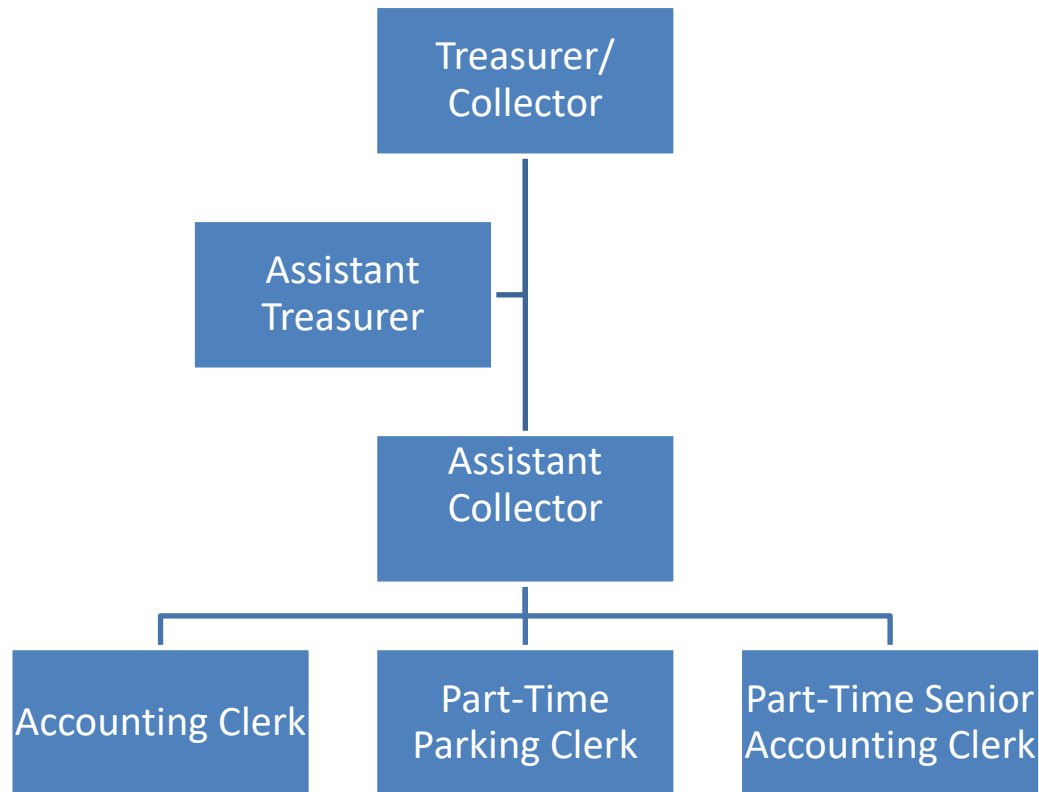 Treasurer/
Collector
Assistant
Treasurer
Assistant
Collector
Accounting Clerk
Part-Time
Parking Clerk
Part-Time Senior
Accounting Clerk